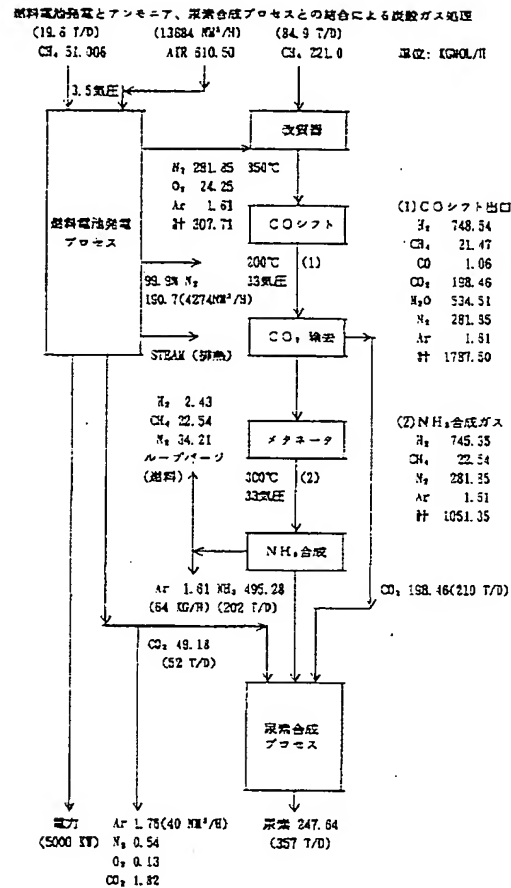 燃料電池発電とアンモニア、尿素合成プロセスとの結合による炭酸ガス処理
(19.6 T/D) (13684 NM³/H) (84.9 T/D)
CH₄ 51.006 AIR 610.50 CH₄ 221.0 単位: KGMOL/H
3.5気圧
改質器
N₂ 281.85 850℃
O₂ 24.25
Ar 1.61
計 307.71
燃料電池発電
プロセス
COシフト
(1)COシフト出口
H₂ 748.54
CH₄ 21.47
CO 1.06
CO₂ 198.46
H₂O 534.51
N₂ 281.85
Ar 1.61
計 1787.50
200℃ (1)
33気圧
99.9% N₂
190.7(4274NM³/H)
CO₂ 除去
STEAM (排熱)
H₂ 2.43
CH₄ 22.54
N₂ 34.21
ループパージ
(燃料)
メタネータ
(2)NH₃合成ガス
H₂ 745.35
CH₄ 22.54
N₂ 281.85
Ar 1.61
計 1051.35
300℃ (2)
33気圧
NH₃合成
Ar 1.61 NH₃ 495.28
(64 KG/H) (202 T/D)
CO₂ 198.46(210 T/D)
CO₂ 49.18
(52 T/D)
尿素合成
プロセス
電力 Ar 1.75(40 NM³/H) 尿素 247.64
(5000 KW) N₂ 0.54 (357 T/D)
O₂ 0.13
CO₂ 1.82